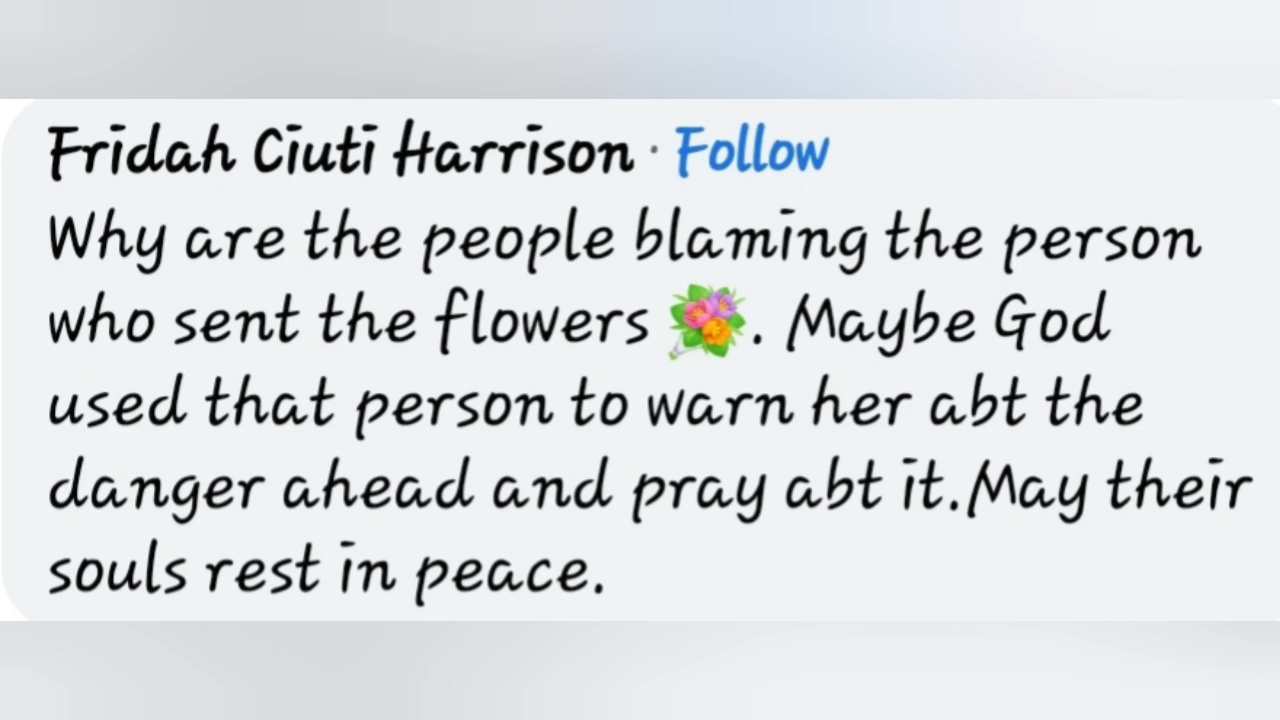 Fridah Ciuti Harrison · Follow
Why are the people blaming the person
who sent the flowers 💐. Maybe God
used that person to warn her abt the
danger ahead and pray abt it.May their
souls rest in peace.